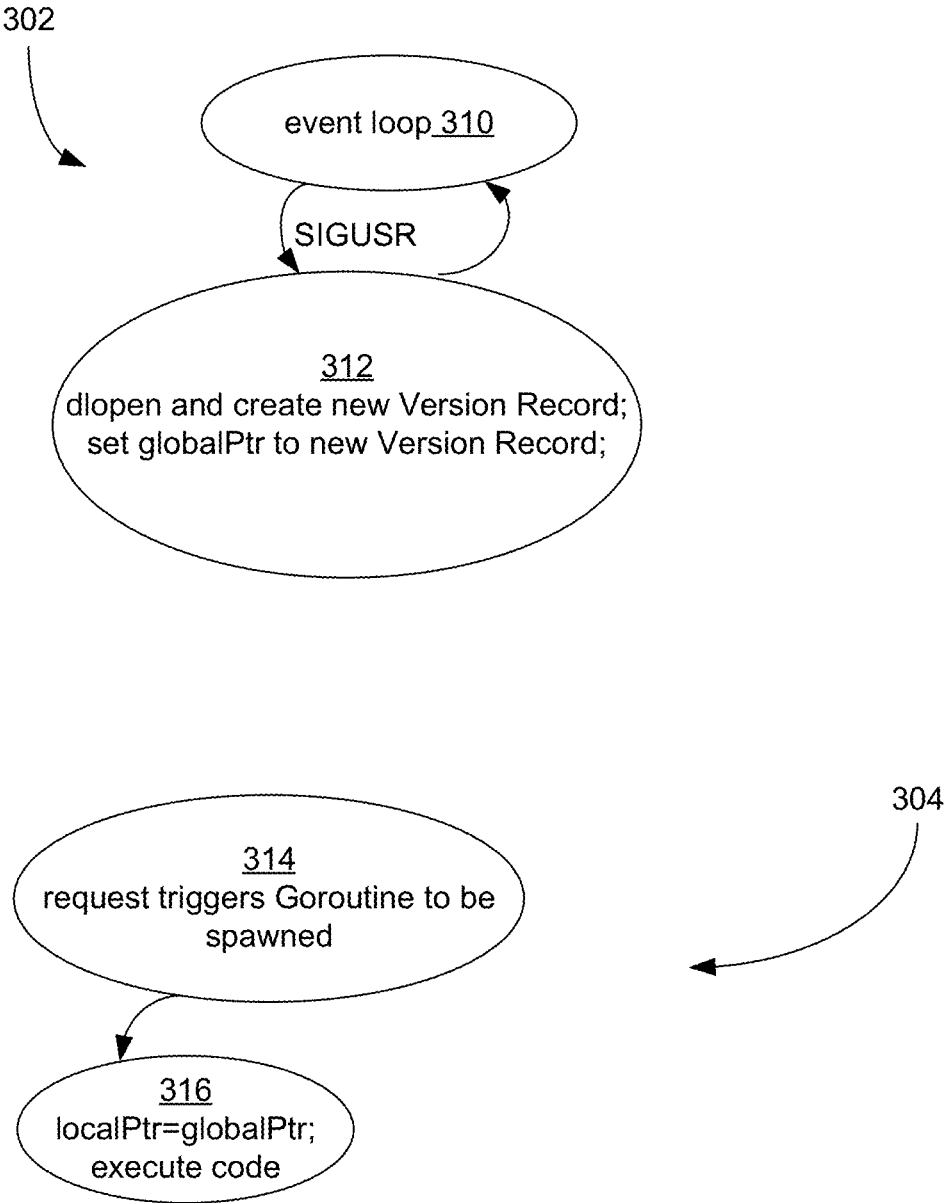 302
event loop 310
SIGUSR
312
dlopen and create new Version Record;
set globalPtr to new Version Record;
304
314
request triggers Goroutine to be
spawned
316
localPtr=globalPtr;
execute code